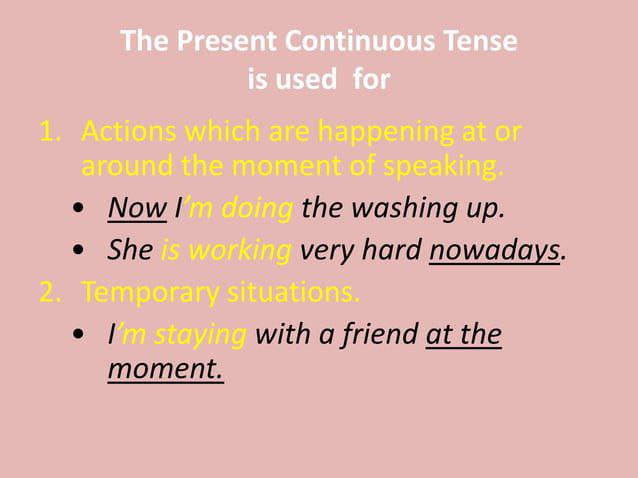 The Present Continuous Tense
is used for
1. Actions which are happening at or
around the moment of speaking.
• Now I’m doing the washing up.
• She is working very hard nowadays.
2. Temporary situations.
• I’m staying with a friend at the
moment.